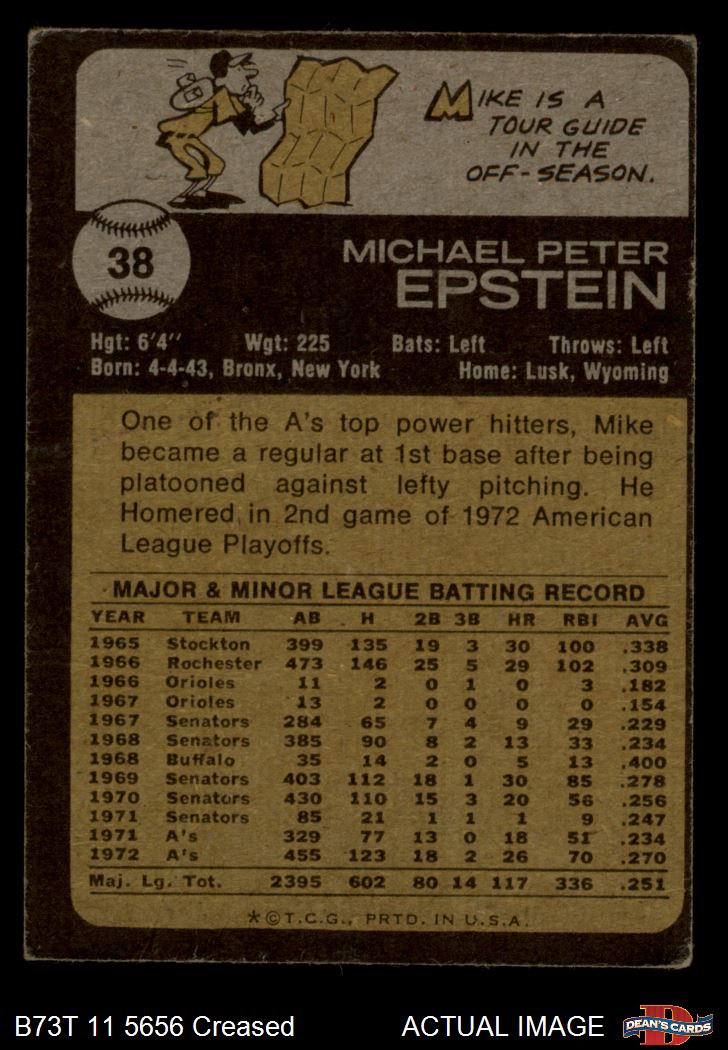 MIKE IS A
TOUR GUIDE
IN THE
OFF-SEASON.
38
MICHAEL PETER
EPSTEIN
Hgt: 6'4" Wgt: 225 Bats: Left Throws: Left
Born: 4-4-43, Bronx, New York Home: Lusk, Wyoming
One of the A's top power hitters, Mike
became a regular at 1st base after being
platooned against lefty pitching. He
Homered in 2nd game of 1972 American
League Playoffs.
MAJOR & MINOR LEAGUE BATTING RECORD
YEAR TEAM AB H 2B 3B HR RBI AVG
1965 Stockton 399 135 19 3 30 100 .338
1966 Rochester 473 146 25 5 29 102 .309
1966 Orioles 11 2 0 1 0 3 .182
1967 Orioles 13 2 0 0 0 0 .154
1967 Senators 284 65 7 4 9 29 .229
1968 Senators 385 90 8 2 13 33 .234
1968 Buffalo 35 14 2 0 5 13 .400
1969 Senators 403 112 18 1 30 85 .278
1970 Senators 430 110 15 3 20 56 .256
1971 Senators 85 21 1 1 1 9 .247
1971 A's 329 77 13 0 18 51 .234
1972 A's 455 123 18 2 26 70 .270
Maj. Lg. Tot. 2395 602 80 14 117 336 .251
*©T.C.G., PRTD. IN U.S.A.
B73T 11 5656 Creased ACTUAL IMAGE
DEAN'S CARDS